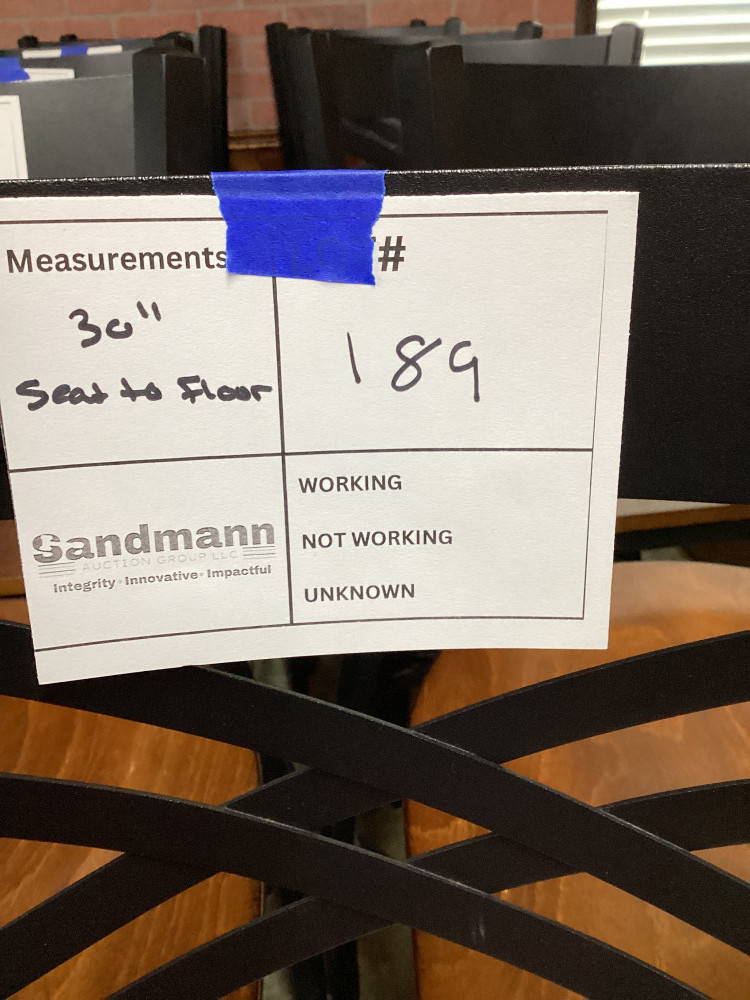 Measurements
#
30"
Seat to Floor
189
WORKING
NOT WORKING
UNKNOWN
Sandmann
AUCTION GROUP LLC
Integrity · Innovative · Impactful